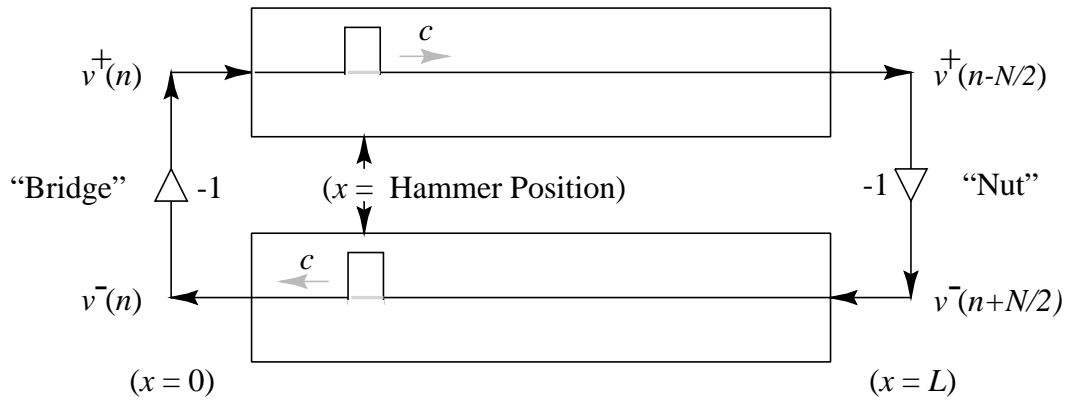 c
v+(n)
v+(n-N/2)
“Bridge”
-1
(x = Hammer Position)
-1
“Nut”
c
v-(n)
v-(n+N/2)
(x = 0)
(x = L)